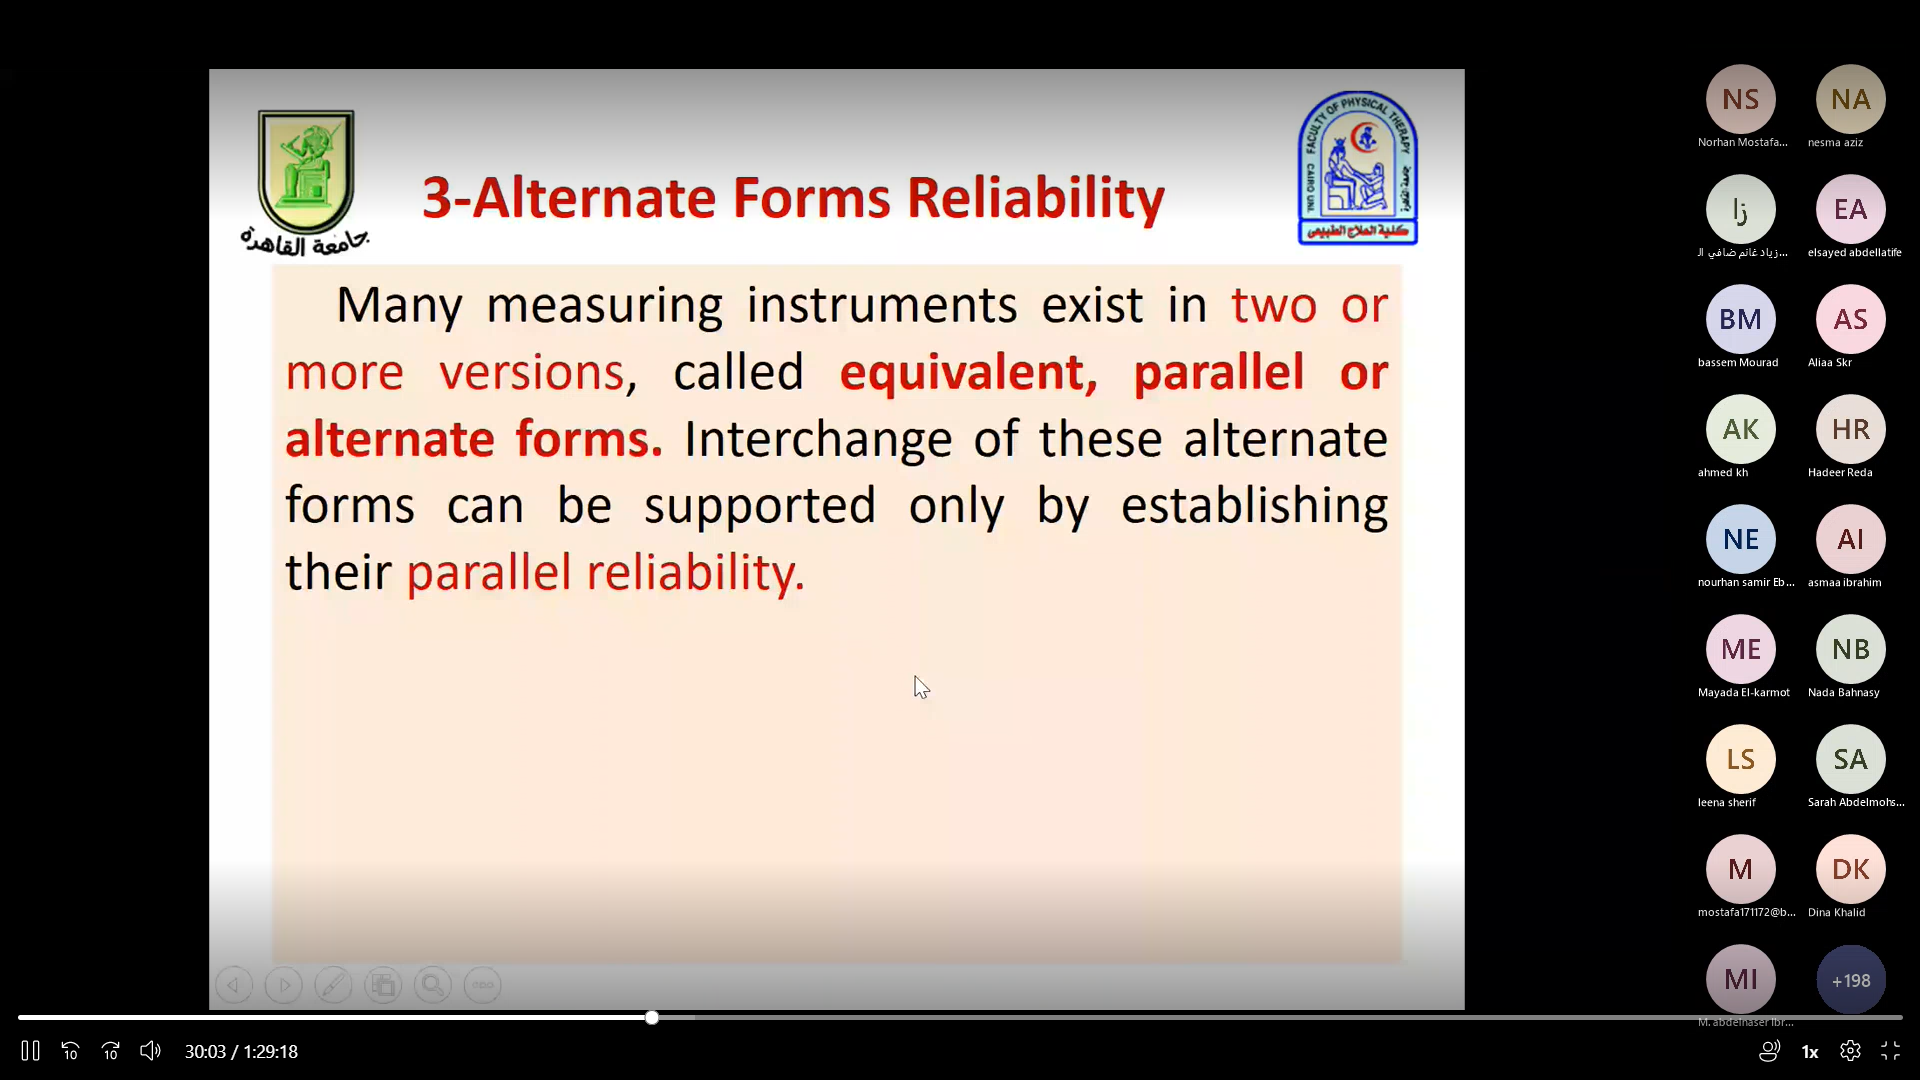 جامعة القاهرة
FACULTY OF PHYSICAL THERAPY
CAIRO UNI.
جامعة القاهرة
كلية العلاج الطبيعى
3-Alternate Forms Reliability
Many measuring instruments exist in two or
more versions, called equivalent, parallel or
alternate forms. Interchange of these alternate
forms can be supported only by establishing
their parallel reliability.
NS
Norhan Mostafa...
NA
nesma aziz
زا
زياد غانم ضافي ال...
EA
elsayed abdellatife
BM
bassem Mourad
AS
Aliaa Skr
AK
ahmed kh
HR
Hadeer Reda
NE
nourhan samir Eb...
AI
asmaa ibrahim
ME
Mayada El-karmot
NB
Nada Bahnasy
LS
leena sherif
SA
Sarah Abdelmohs...
M
mostafa171172@b...
DK
Dina Khalid
MI
M. abdelnaser Ibr...
+198
10
10
30:03 / 1:29:18
1x